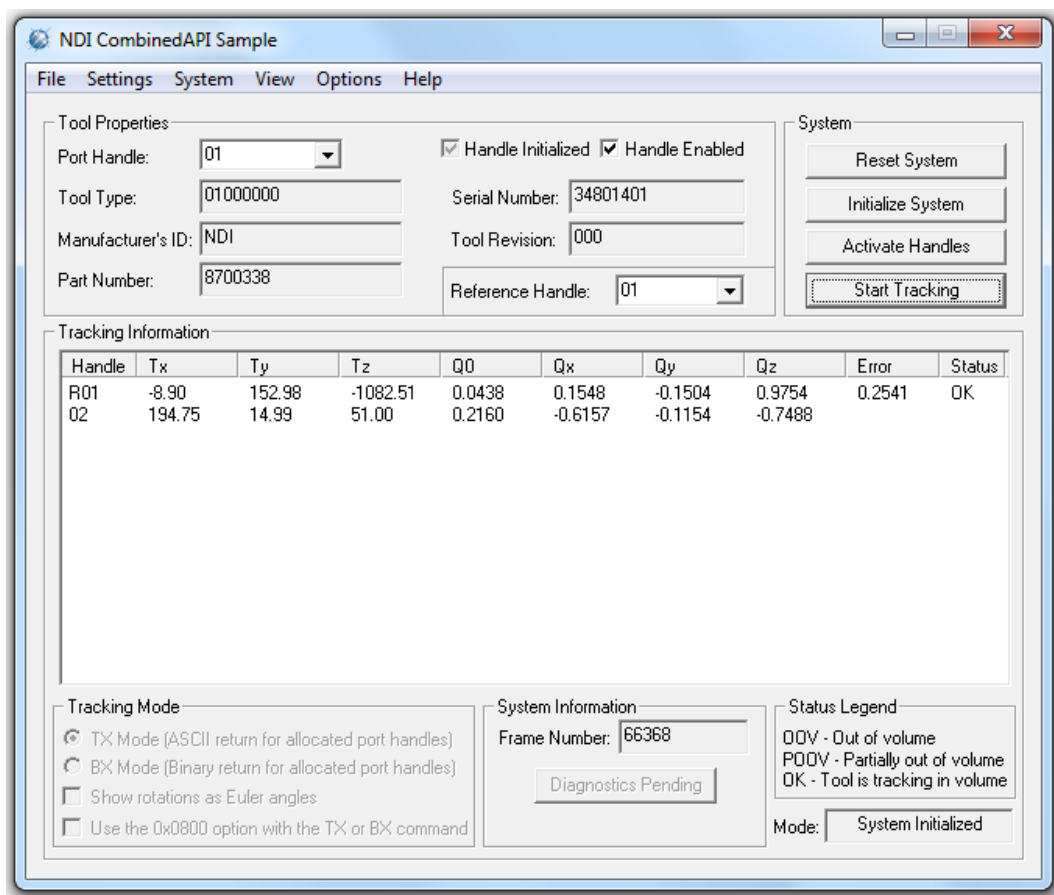 NDI CombinedAPI Sample
File Settings System View Options Help
Tool Properties
Port Handle: 01
Handle Initialized Handle Enabled
Tool Type: 01000000
Serial Number: 34801401
Manufacturer's ID: NDI
Tool Revision: 000
Part Number: 8700338
Reference Handle: 01
System
Reset System
Initialize System
Activate Handles
Start Tracking
Tracking Information
Handle Tx Ty Tz Q0 Qx Qy Qz Error Status
R01 -8.90 152.98 -1082.51 0.0438 0.1548 -0.1504 0.9754 0.2541 OK
02 194.75 14.99 51.00 0.2160 -0.6157 -0.1154 -0.7488
Tracking Mode
TX Mode (ASCII return for allocated port handles)
BX Mode (Binary return for allocated port handles)
Show rotations as Euler angles
Use the 0x0800 option with the TX or BX command
System Information
Frame Number: 66368
Diagnostics Pending
Status Legend
OOV - Out of volume
POOV - Partially out of volume
OK - Tool is tracking in volume
Mode: System Initialized